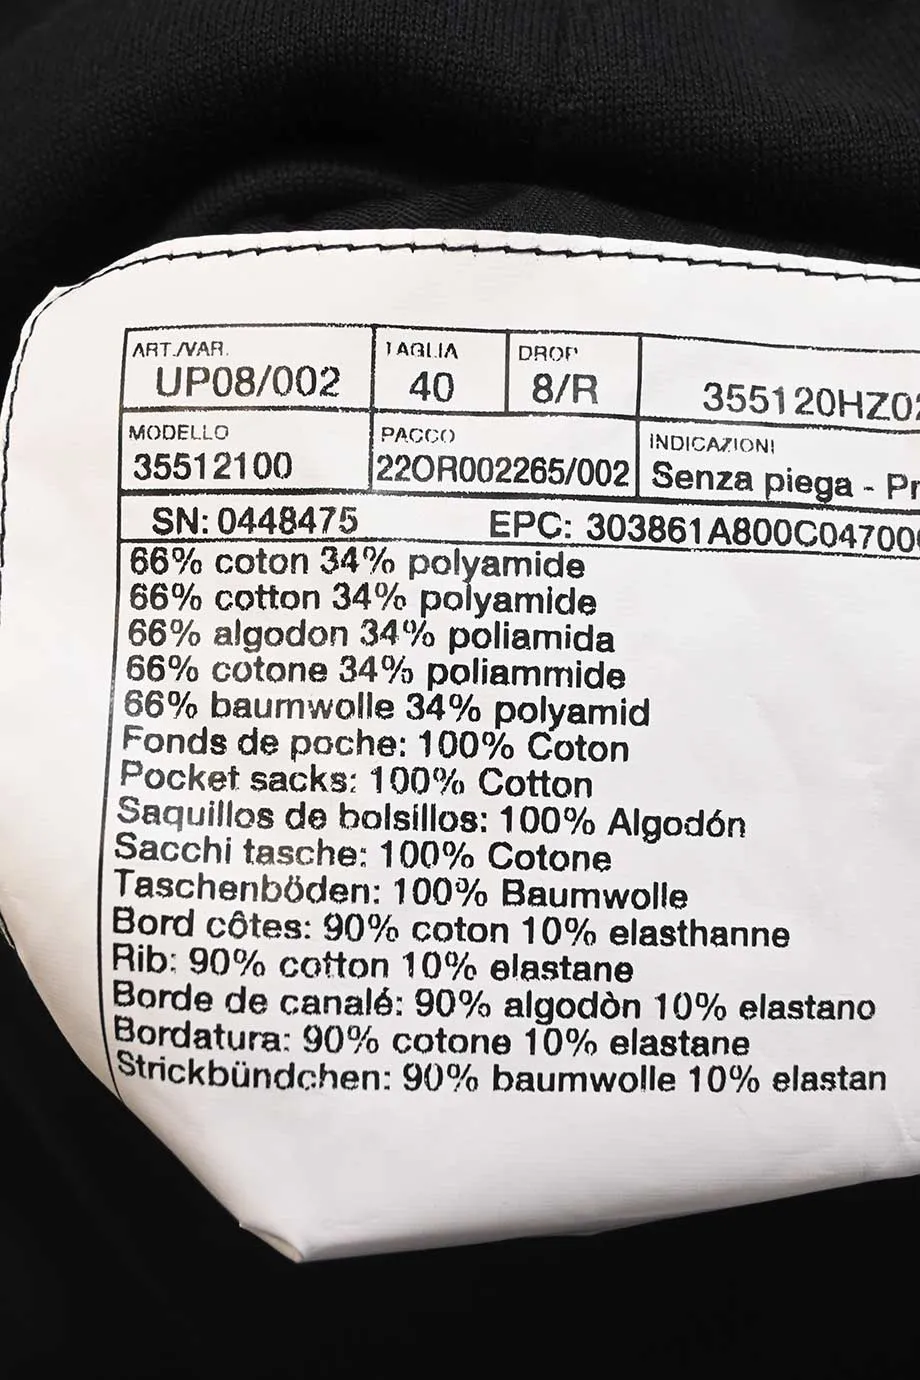 ART./VAR. TAGLIA DROP
UP08/002 40 8/R 355120HZ02
MODELLO PACCO INDICAZIONI
35512100 22OR002265/002 Senza piega - Pr
SN: 0448475 EPC: 303861A800C04700
66% coton 34% polyamide
66% cotton 34% polyamide
66% algodon 34% poliamida
66% cotone 34% poliammide
66% baumwolle 34% polyamid
Fonds de poche: 100% Coton
Pocket sacks: 100% Cotton
Saquillos de bolsillos: 100% Algodón
Sacchi tasche: 100% Cotone
Taschenböden: 100% Baumwolle
Bord côtes: 90% coton 10% elasthanne
Rib: 90% cotton 10% elastane
Borde de canalé: 90% algodòn 10% elastano
Bordatura: 90% cotone 10% elastane
Strickbündchen: 90% baumwolle 10% elastan